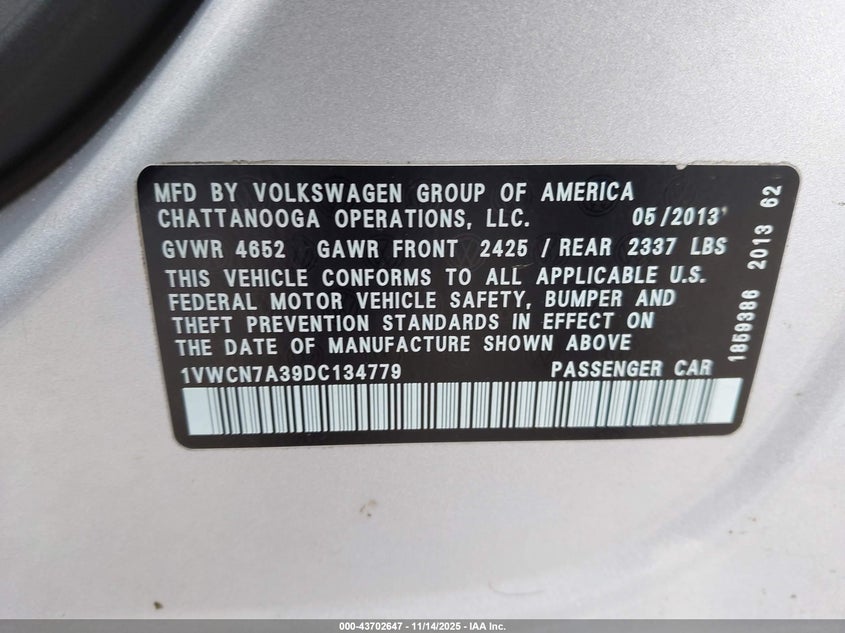 MFD BY VOLKSWAGEN GROUP OF AMERICA
CHATTANOOGA OPERATIONS, LLC. 05/2013
GVWR 4652 GAWR FRONT 2425 / REAR 2337 LBS
THIS VEHICLE CONFORMS TO ALL APPLICABLE U.S.
FEDERAL MOTOR VEHICLE SAFETY, BUMPER AND
THEFT PREVENTION STANDARDS IN EFFECT ON
THE DATE OF MANUFACTURE SHOWN ABOVE
1VWCN7A39DC134779 PASSENGER CAR
1859386 2013 62
000-43702647 - 11/14/2025 - IAA Inc.